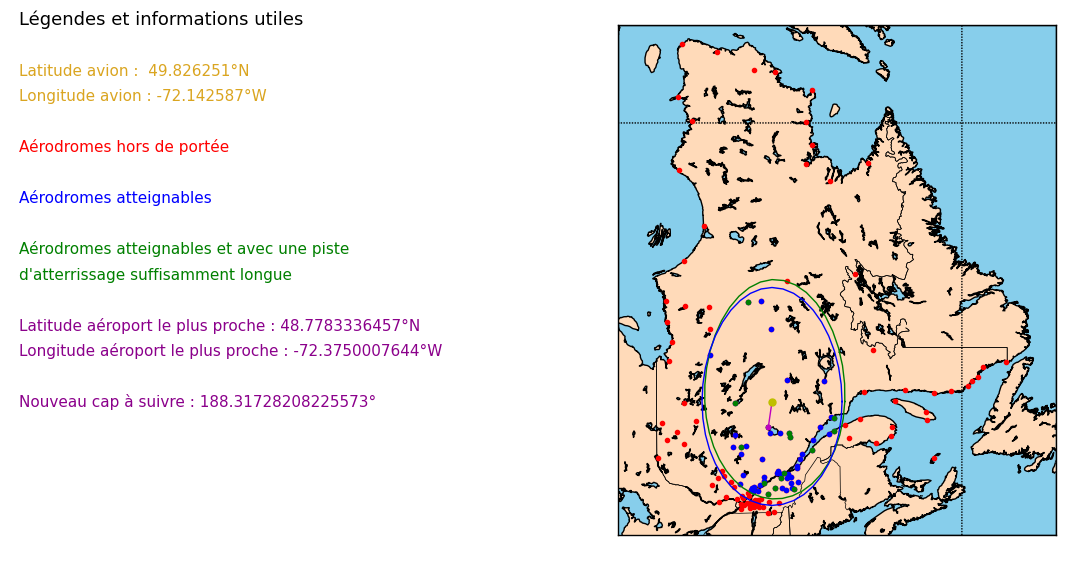 Légendes et informations utiles
Latitude avion :  49.826251°N
Longitude avion : -72.142587°W
Aérodromes hors de portée
Aérodromes atteignables
Aérodromes atteignables et avec une piste
d'atterrissage suffisament longue
Latitude aéroport le plus proche : 48.7783336457°N
Longitude aéroport le plus proche : -72.3750007644°W
Nouveau cap à suivre : 188.31728208225573°